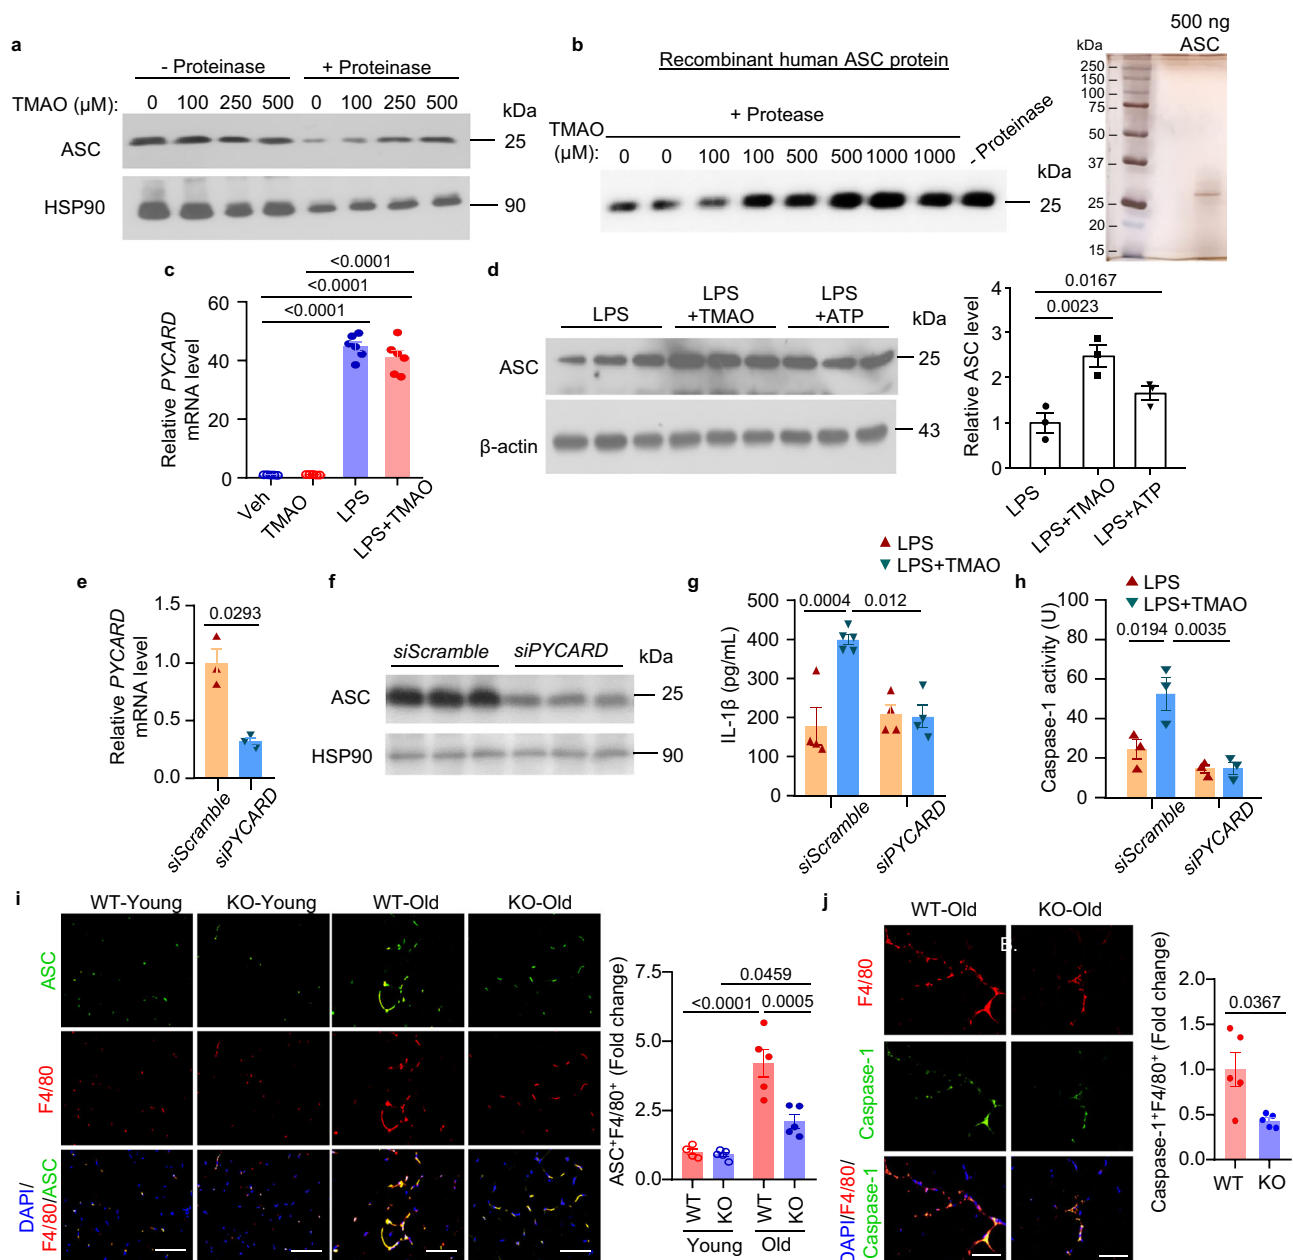 a
- Proteinase + Proteinase
TMAO (µM): 0 100 250 500 0 100 250 500 kDa
ASC 25
HSP90 90
b
Recombinant human ASC protein
+ Protease
TMAO
(µM): 0 0 100 100 500 500 1000 1000 - Proteinase
kDa
25
500 ng
ASC
kDa
250
150
100
75
50
37
25
20
15
c
<0.0001
<0.0001
<0.0001
Relative PYCARD
mRNA level
60
40
20
0
Veh TMAO LPS LPS+TMAO
d
LPS LPS
+TMAO LPS
+ATP kDa
ASC 25
β-actin 43
0.0167
0.0023
Relative ASC level
4
3
2
1
0
LPS LPS+TMAO LPS+ATP
e
Relative PYCARD
mRNA level
1.5
1.0
0.5
0.0
0.0293
siScramble siPYCARD
f
siScramble siPYCARD kDa
ASC 25
HSP90 90
LPS
LPS+TMAO
g
0.0004 0.012
IL-1β (pg/mL)
500
400
300
200
100
0
siScramble siPYCARD
h
LPS
LPS+TMAO
0.0194 0.0035
Caspase-1 activity (U)
100
80
60
40
20
0
siScramble siPYCARD
i
WT-Young KO-Young WT-Old KO-Old
ASC
F4/80
DAPI/
F4/80/ASC
ASC⁺F4/80⁺ (Fold change)
7.5
5.0
2.5
0.0
0.0459
<0.0001 0.0005
WT KO WT KO
Young Old
j
WT-Old KO-Old
B.
F4/80
Caspase-1
DAPI/F4/80/
Caspase-1
Caspase-1⁺F4/80⁺ (Fold change)
2.0
1.5
1.0
0.5
0.0
0.0367
WT KO